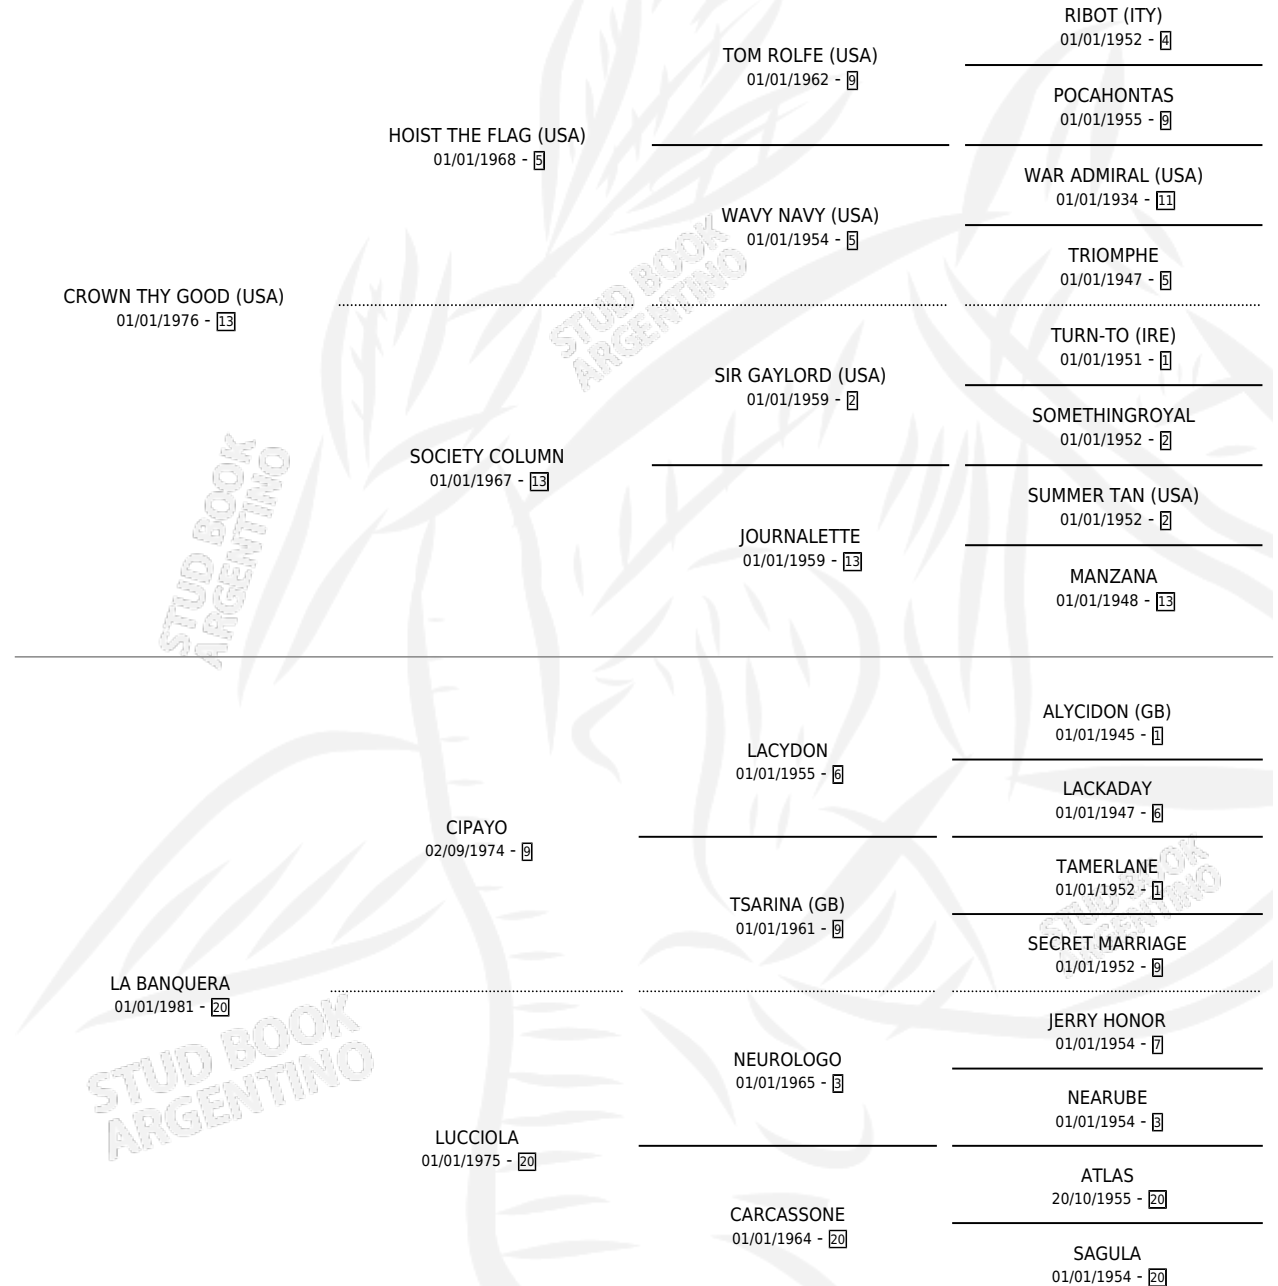 RIBOT (ITY)
01/01/1952 - 4
TOM ROLFE (USA)
01/01/1962 - 9
POCAHONTAS
01/01/1955 - 9
HOIST THE FLAG (USA)
01/01/1968 - 5
WAR ADMIRAL (USA)
01/01/1934 - 11
WAVY NAVY (USA)
01/01/1954 - 5
TRIOMPHE
01/01/1947 - 5
CROWN THY GOOD (USA)
01/01/1976 - 13
TURN-TO (IRE)
01/01/1951 - 1
SIR GAYLORD (USA)
01/01/1959 - 2
SOMETHINGROYAL
01/01/1952 - 2
SOCIETY COLUMN
01/01/1967 - 13
SUMMER TAN (USA)
01/01/1952 - 2
JOURNALETTE
01/01/1959 - 13
MANZANA
01/01/1948 - 13
ALYCIDON (GB)
01/01/1945 - 1
LACYDON
01/01/1955 - 6
LACKADAY
01/01/1947 - 6
CIPAYO
02/09/1974 - 9
TAMERLANE
01/01/1952 - 1
TSARINA (GB)
01/01/1961 - 9
SECRET MARRIAGE
01/01/1952 - 9
LA BANQUERA
01/01/1981 - 20
JERRY HONOR
01/01/1954 - 7
NEUROLOGO
01/01/1965 - 3
NEARUBE
01/01/1954 - 3
LUCCIOLA
01/01/1975 - 20
ATLAS
20/10/1955 - 20
CARCASSONE
01/01/1964 - 20
SAGULA
01/01/1954 - 20
STUD BOOK
ARGENTINO
STUD BOOK
ARGENTINO
STUD BOOK
ARGENTINO
STUD BOOK
ARGENTINO